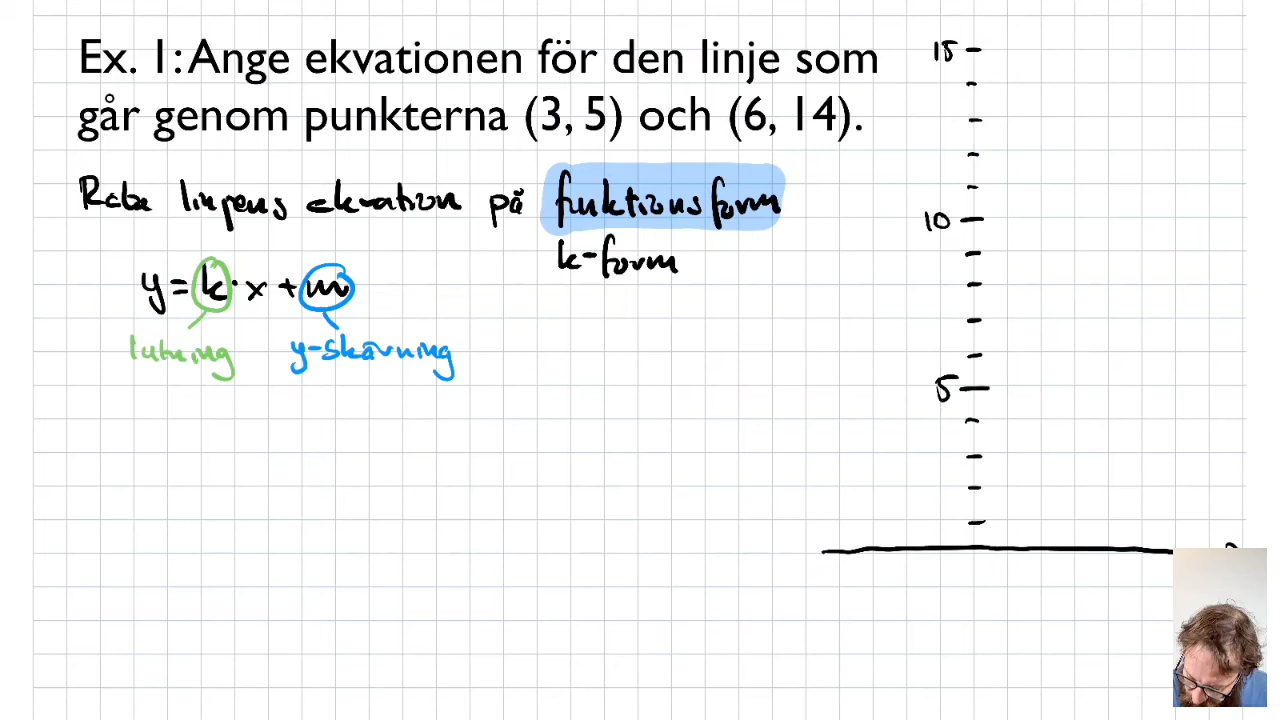 Ex. 1: Ange ekvationen för den linje som
går genom punkterna (3, 5) och (6, 14).
Räta linjens ekvation på funktionsform
k-form
y = k · x + m
lutning
y-skärning
15
10
5